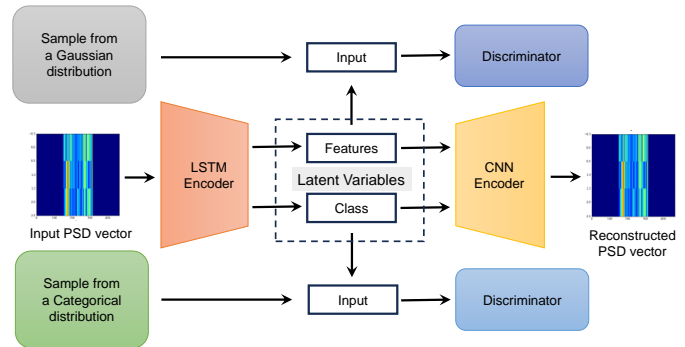 Sample from
a Gaussian
distribution
Input
Discriminator
LSTM
Encoder
Features
Latent Variables
Class
CNN
Encoder
Input PSD vector
Reconstructed
PSD vector
Sample from
a Categorical
distribution
Input
Discriminator